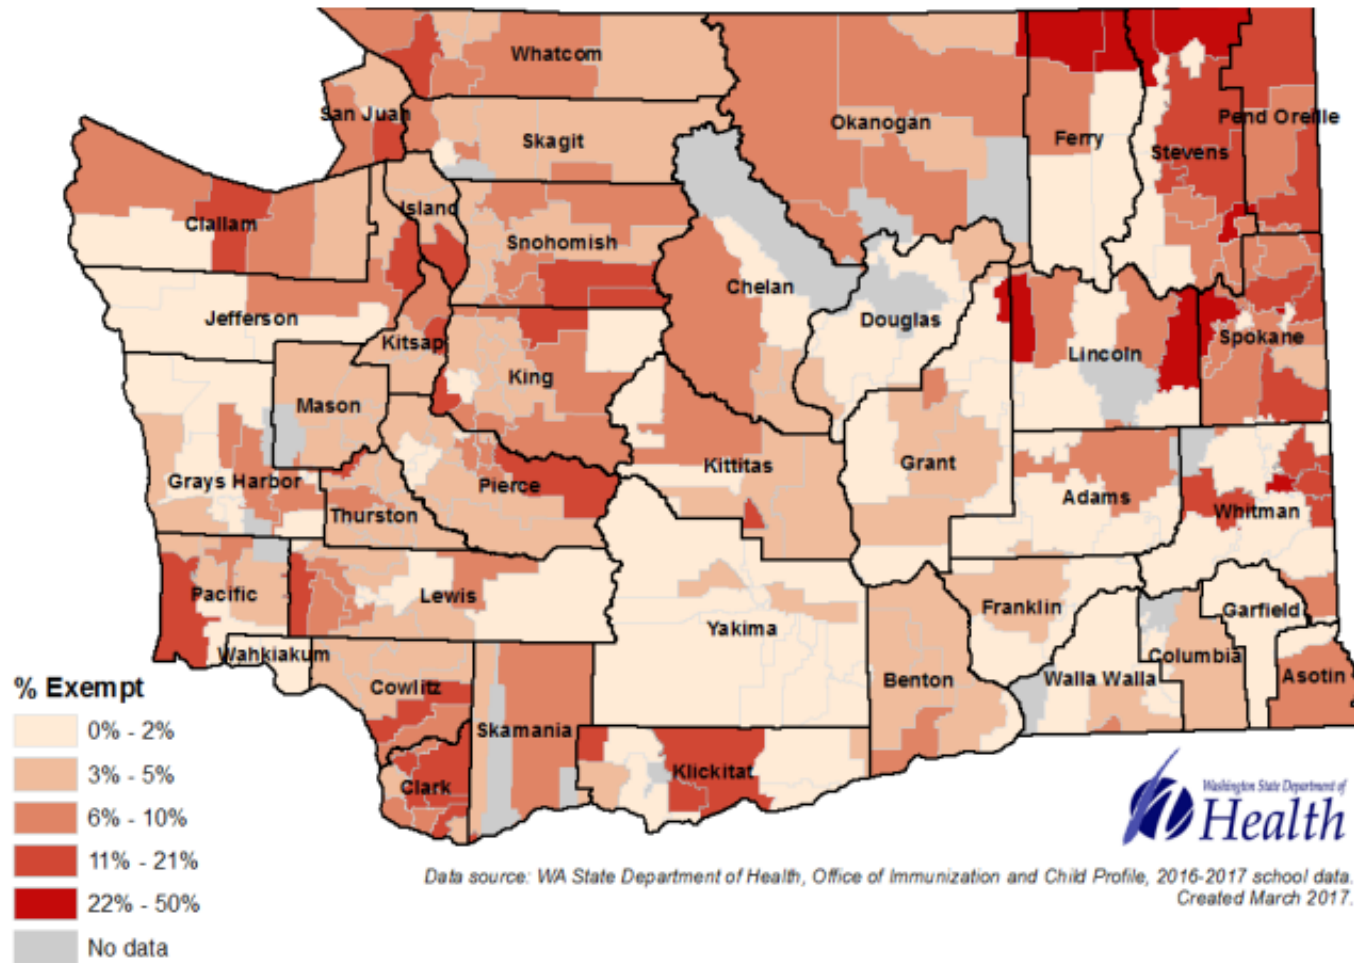 Whatcom
San Juan
Skagit
Okanogan
Ferry
Pend Oreille
Stevens
Clallam
Island
Snohomish
Chelan
Douglas
Jefferson
Kitsap
King
Lincoln
Spokane
Mason
Grays Harbor
Thurston
Pierce
Kittitas
Grant
Adams
Whitman
Pacific
Lewis
Yakima
Franklin
Garfield
Wahkiakum
Cowlitz
Skamania
Benton
Walla Walla
Columbia
Asotin
Clark
Klickitat
% Exempt
0% - 2%
3% - 5%
6% - 10%
11% - 21%
22% - 50%
No data
Washington State Department of
Health
Data source: WA State Department of Health, Office of Immunization and Child Profile, 2016-2017 school data.
Created March 2017.